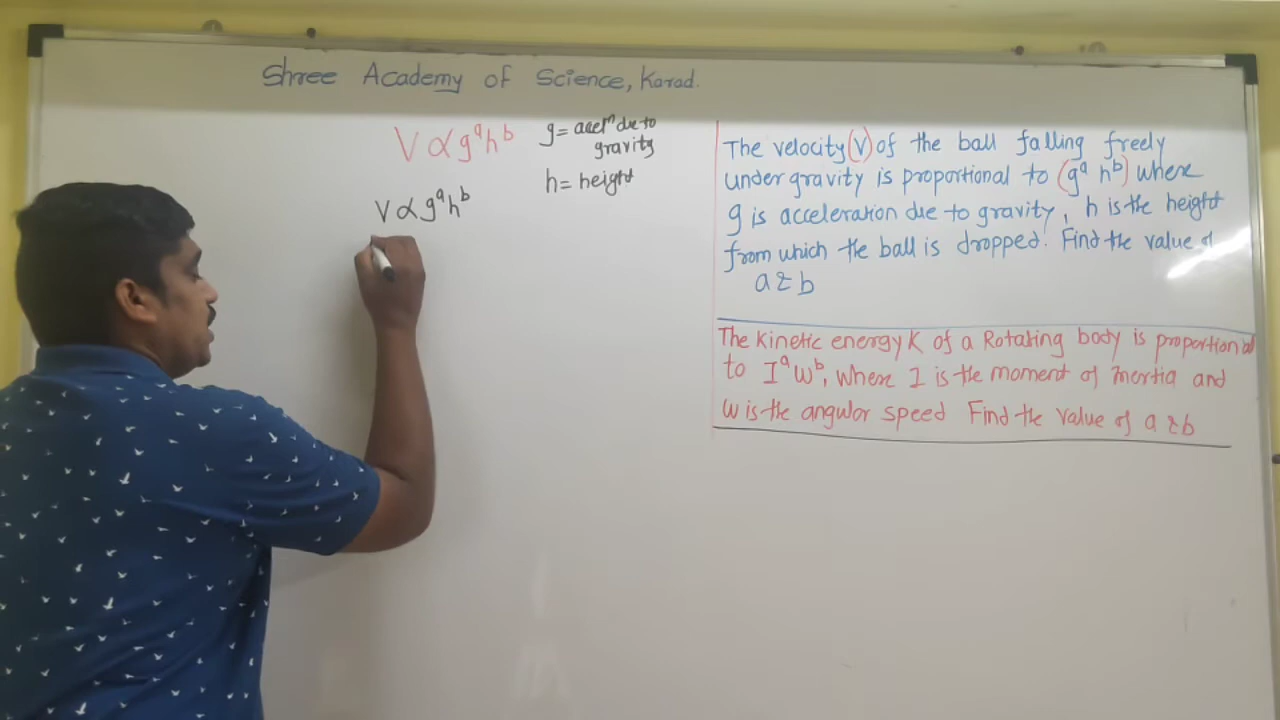 Shree Academy of Science, Karad.
V ∝ g^a h^b
g = accel^n due to
gravity
h = height
V ∝ g^a h^b
The velocity (V) of the ball falling freely
under gravity is proportional to (g^a h^b) where
g is acceleration due to gravity, h is the height
from which the ball is dropped. Find the value of
a & b
The Kinetic energy K of a Rotating body is proportional
to I^a W^b, where I is the moment of inertia and
W is the angular speed Find the value of a & b